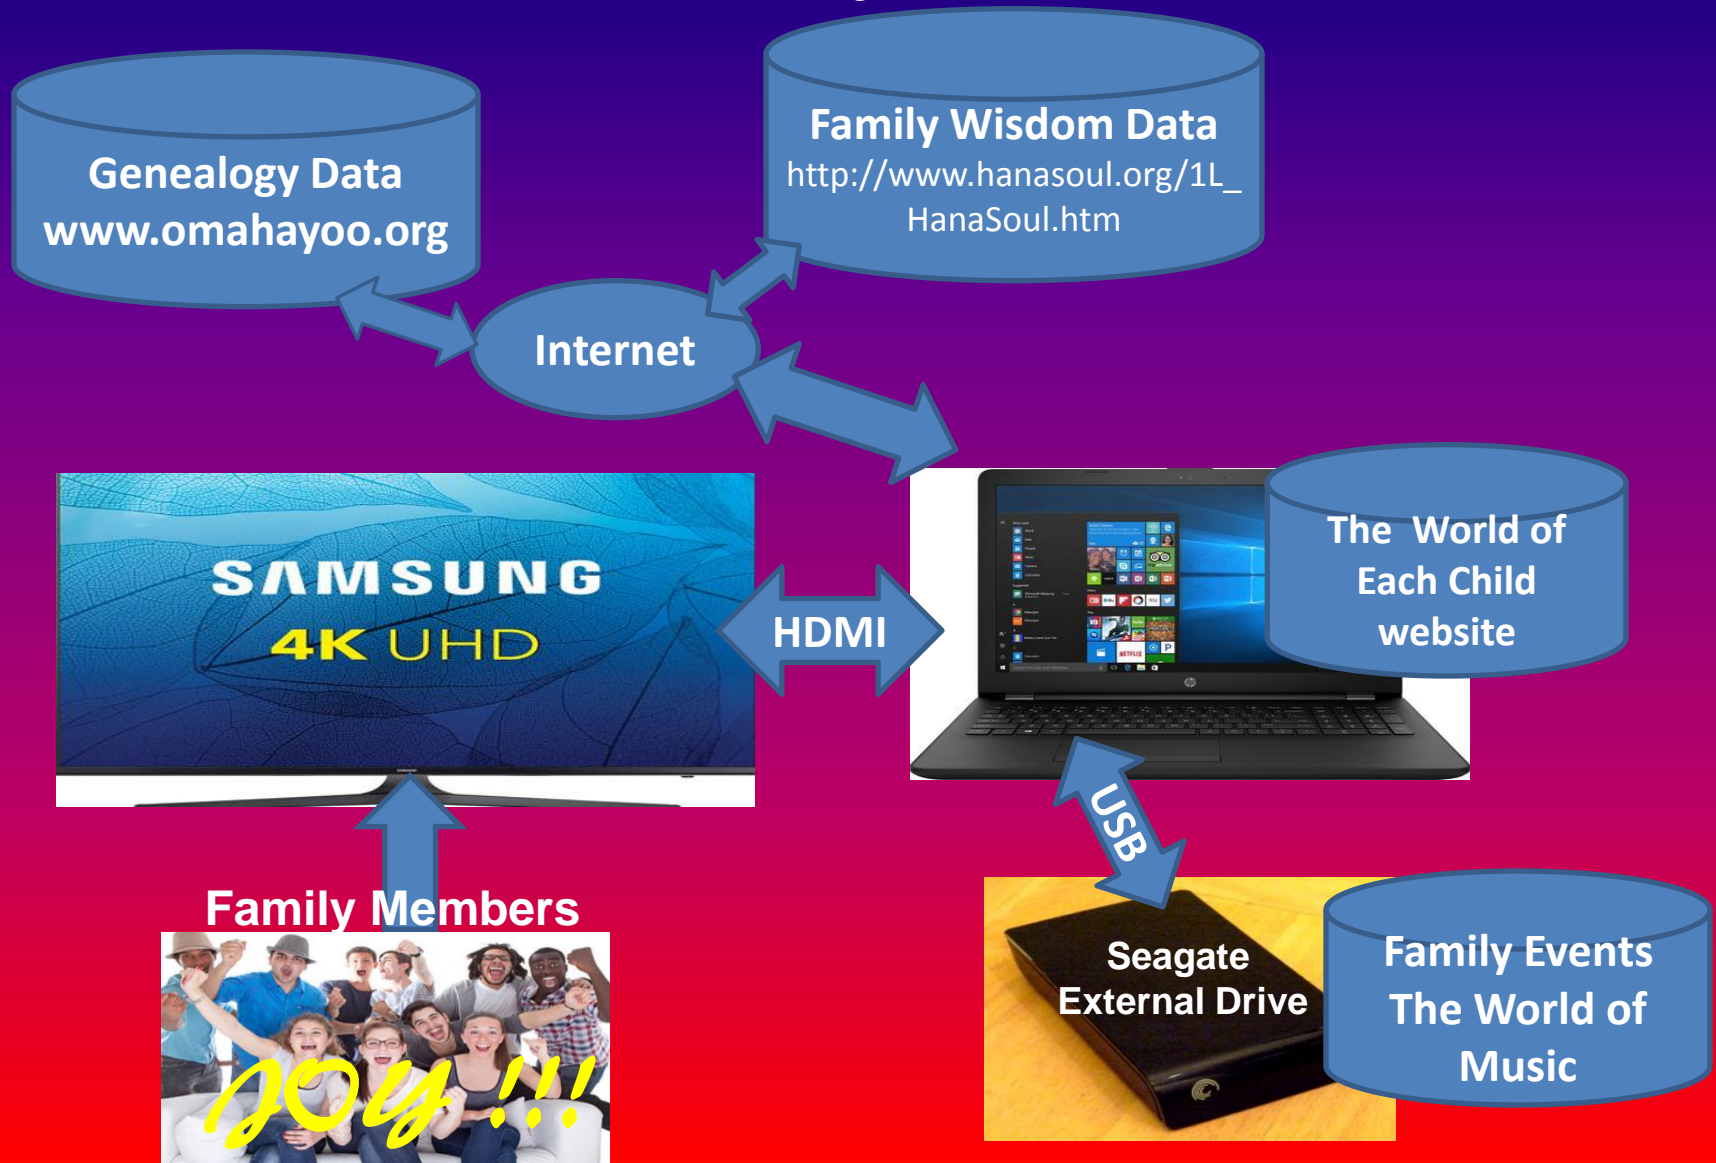 Genealogy Data
www.omahayoo.org
Family Wisdom Data
http://www.hanasoul.org/1L_
HanaSoul.htm
Internet
SAMSUNG
4K UHD
HDMI
The World of
Each Child
website
NETFLIX
hp
USB
Family Members
JOY !!!
Seagate
External Drive
Family Events
The World of
Music